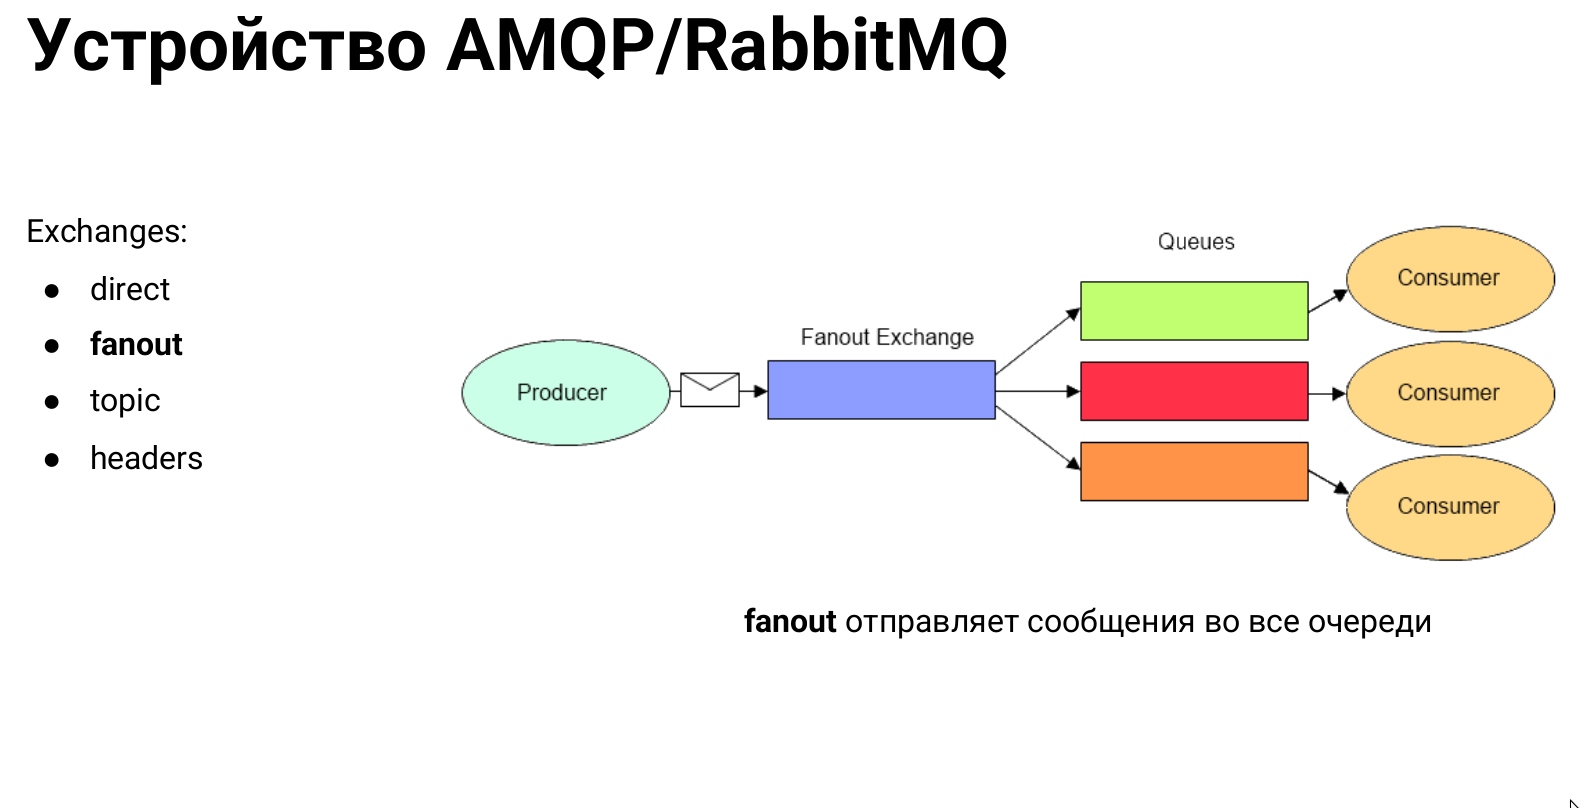 Устройство AMQP/RabbitMQ
Exchanges:
● direct
● fanout
● topic
● headers
Queues
Fanout Exchange
Producer
Consumer
Consumer
Consumer
fanout отправляет сообщения во все очереди